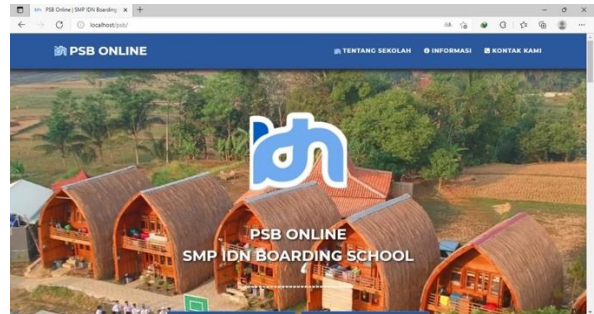 PSB Online | SMP IDN Boarding
localhost/psb/
PSB ONLINE
TENTANG SEKOLAH
INFORMASI
KONTAK KAMI
idn
PSB ONLINE
SMP IDN BOARDING SCHOOL